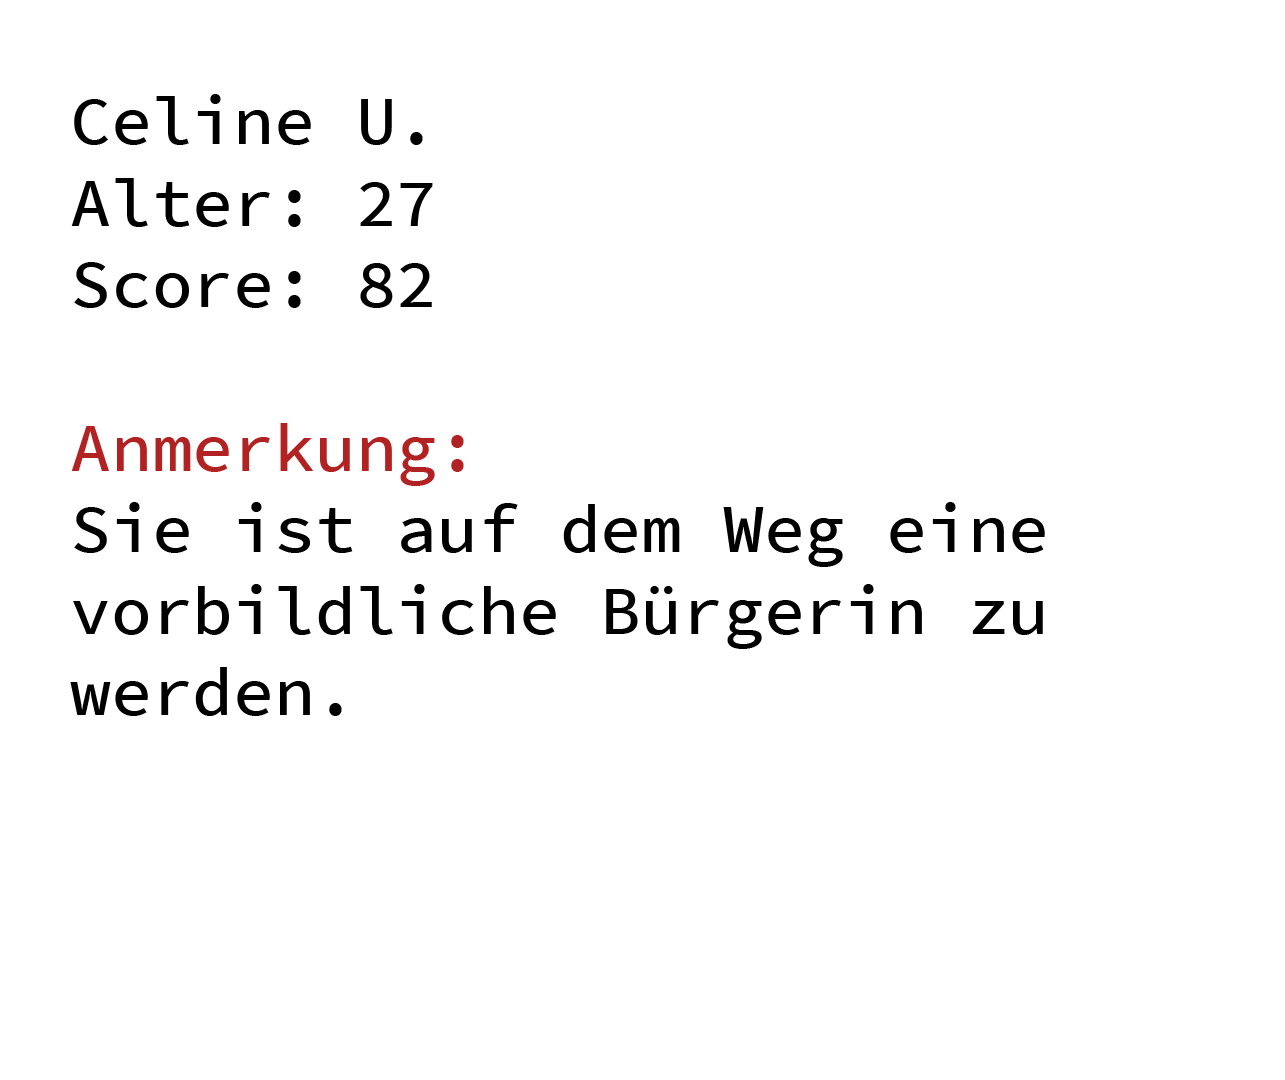 Celine U.
Alter: 27
Score: 82
Anmerkung:
Sie ist auf dem Weg eine
vorbildliche Bürgerin zu
werden.